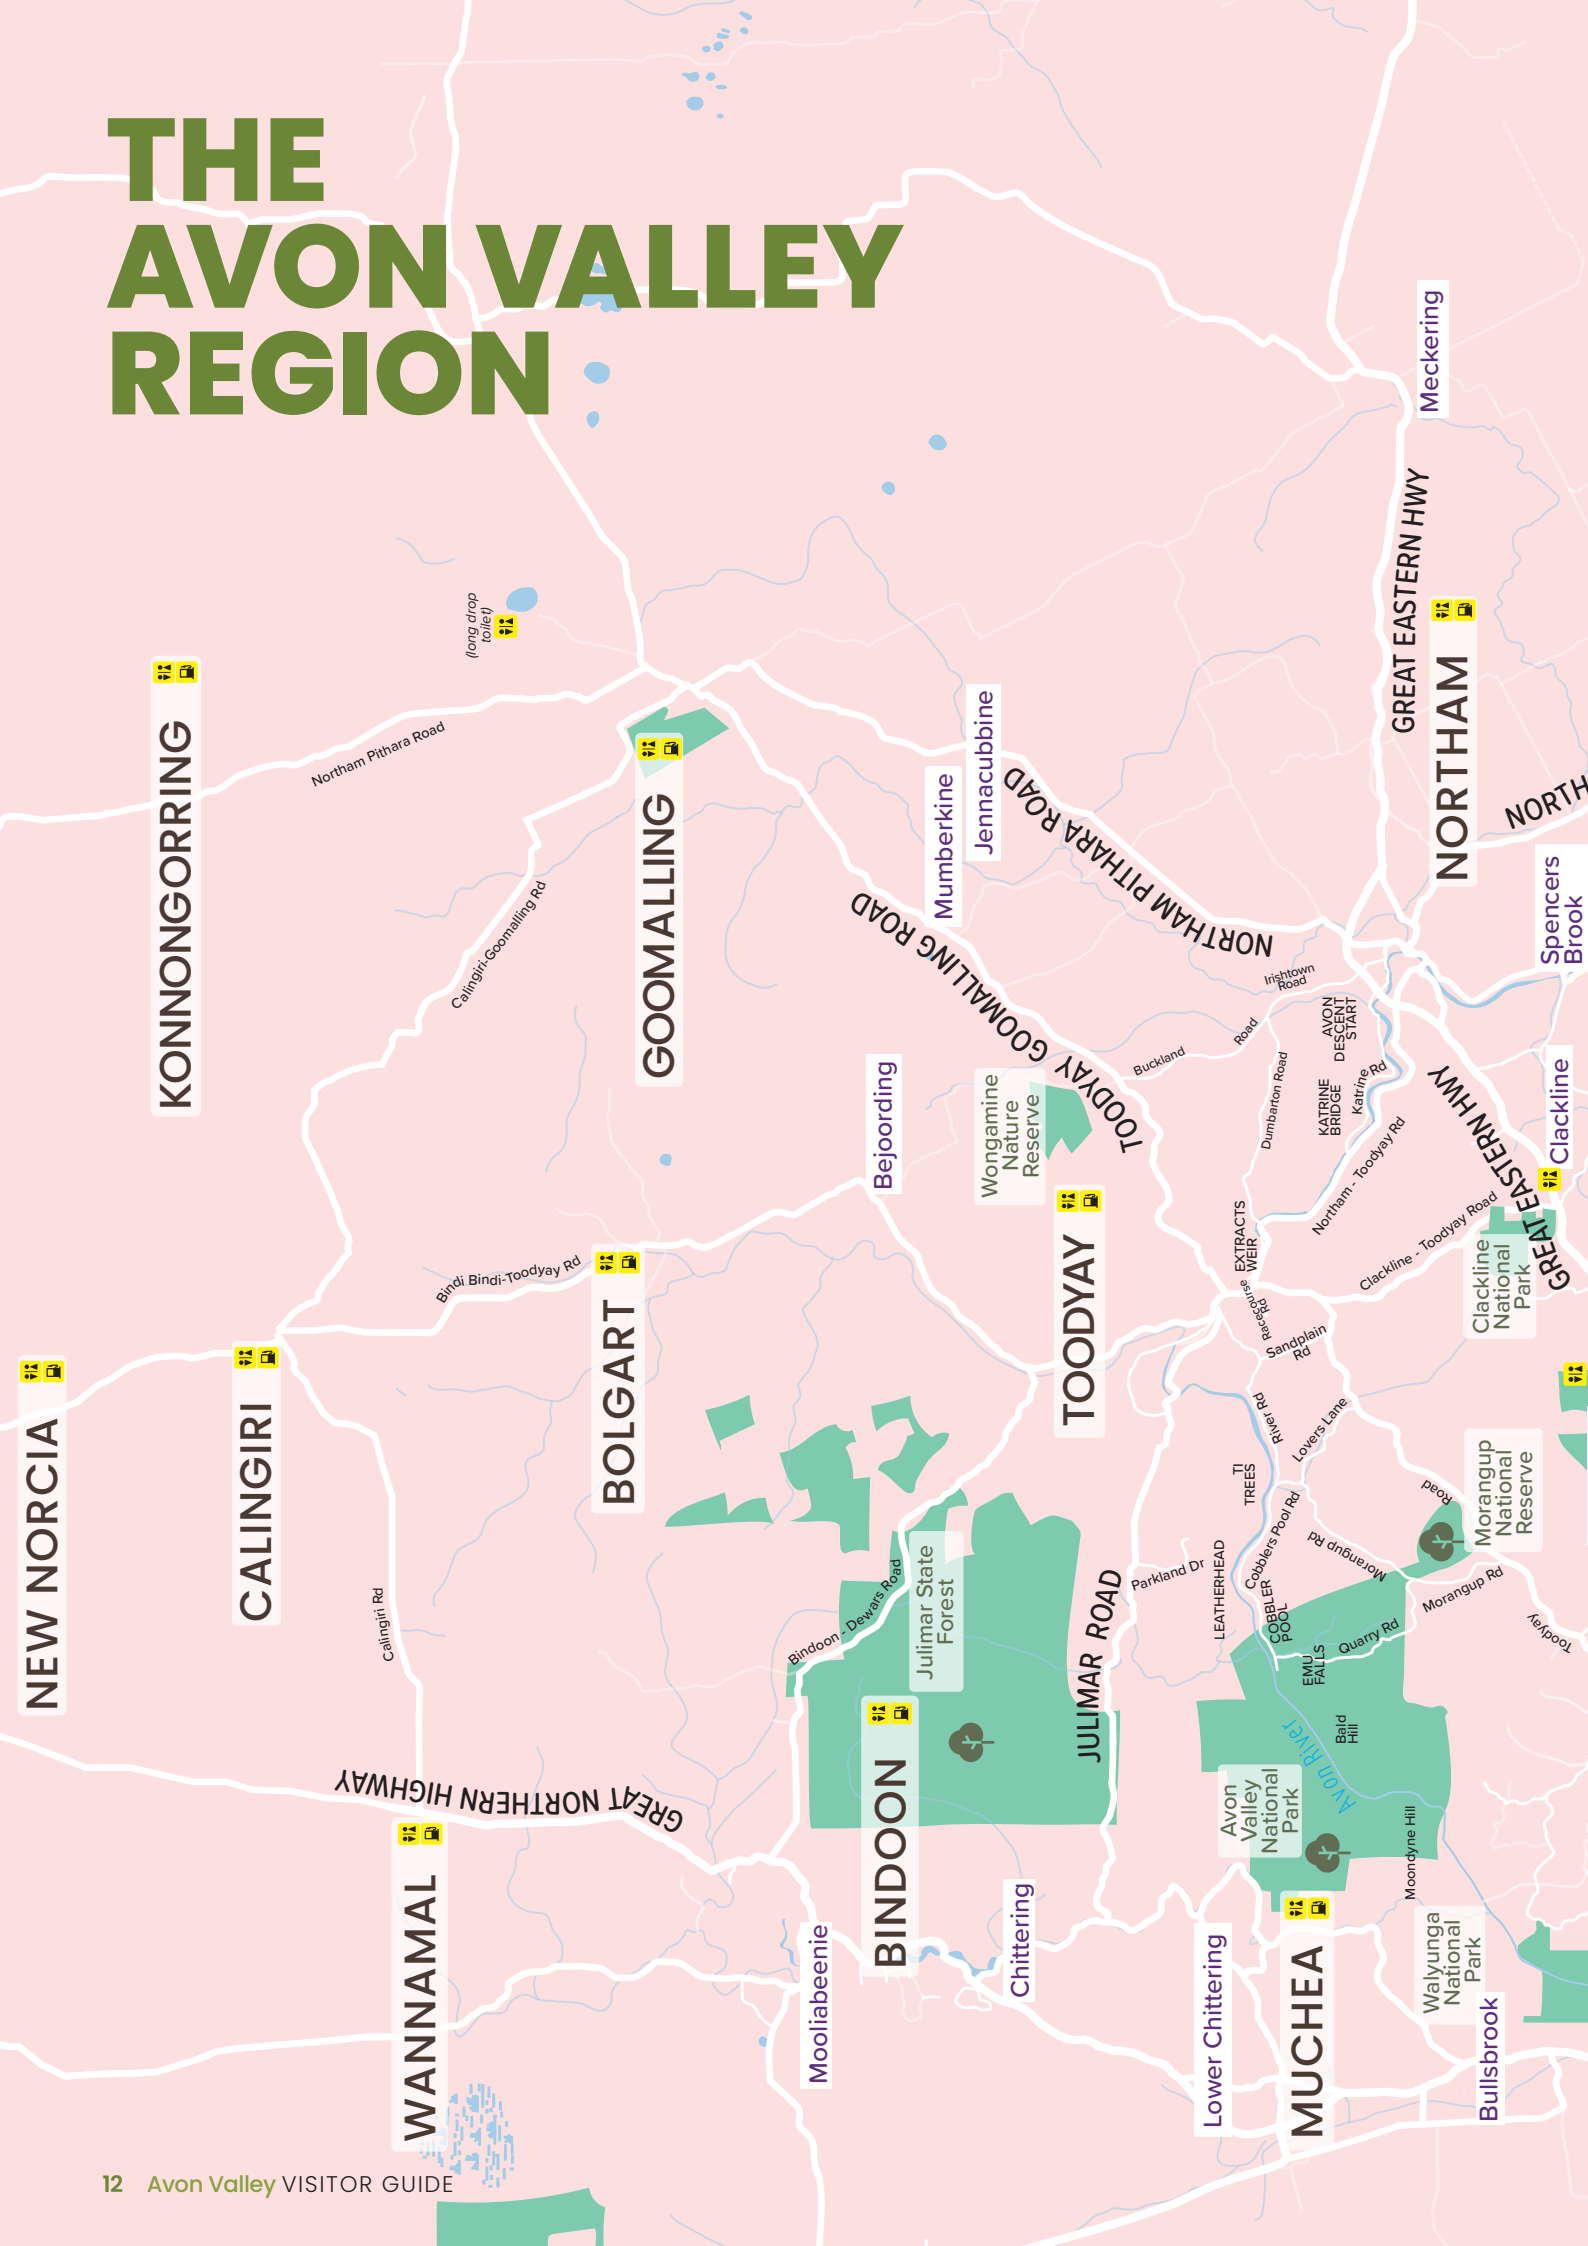 THE
AVON VALLEY
REGION
Meckering
GREAT EASTERN HWY
(long drop
toilet)
KONNONGORRING
Northam Pithara Road
NORTHAM
NORTH
GOOMALLING
Mumberkine
Jennacubbine
NORTHAM PITHARA ROAD
Calingiri-Goomalling Rd
TOODYAY GOOMALLING ROAD
Spencers
Brook
Irishtown
Road
AVON
DESCENT
START
Buckland
Road
Dumbarton Road
KATRINE
BRIDGE
Katrine
Rd
Bejoording
Wongamine
Nature
Reserve
Northam - Toodyay Rd
GREAT EASTERN HWY
Clackline
Clackline - Toodyay Road
Clackline
National
Park
EXTRACTS
WEIR
Racecourse
Rd
Sandplain
Rd
TOODYAY
Bindi Bindi-Toodyay Rd
BOLGART
NEW NORCIA
CALINGIRI
Calingiri Rd
River Rd
Lovers Lane
TI
TREES
Cobblers Pool Rd
Morangup Rd
Road
Morangup
National
Reserve
Morangup Rd
Toodyay
LEATHERHEAD
COBBLER
POOL
Parkland Dr
Quarry Rd
EMU
FALLS
Bindoon - Dewars Road
Julimar State
Forest
JULIMAR ROAD
Avon River
Bald
Hill
Avon
Valley
National
Park
Moondyne Hill
GREAT NORTHERN HIGHWAY
WANNAMAL
BINDOON
Mooliabeenie
Chittering
Lower Chittering
MUCHEA
Walyunga
National
Park
Bullsbrook
12 Avon Valley VISITOR GUIDE